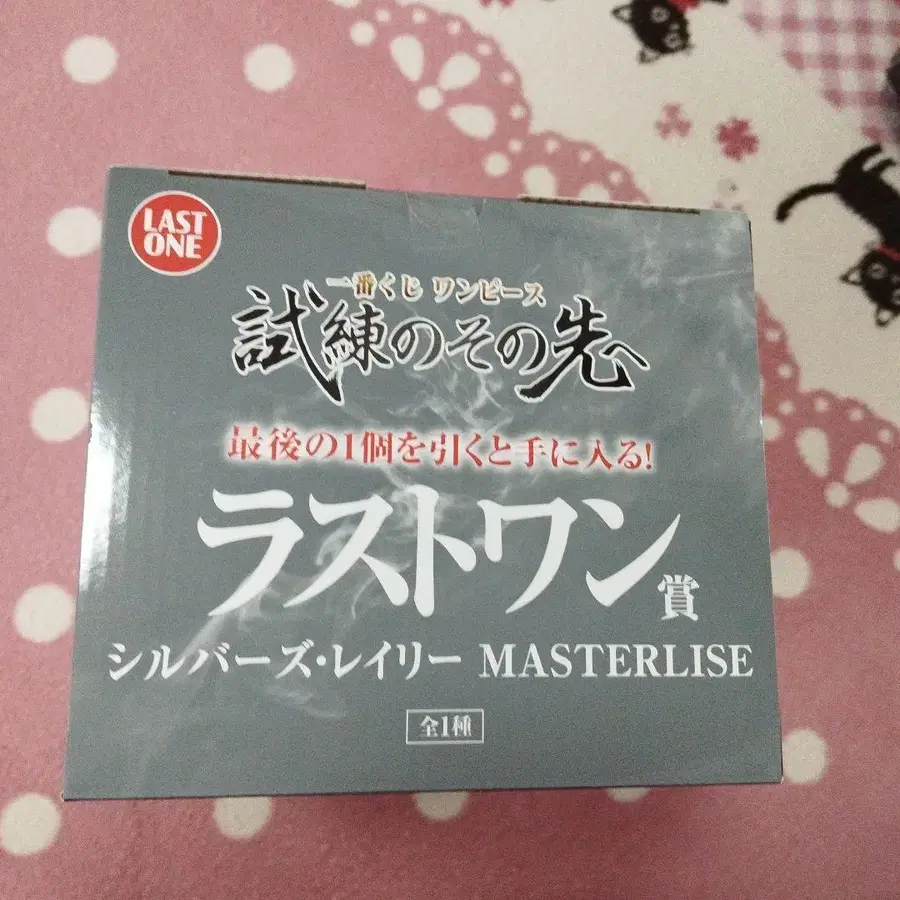 LAST
ONE
一番くじ ワンピース
試練のその先へ
最後の1個を引くと手に入る!
ラストワン賞
シルバーズ・レイリー MASTERLISE
全1種